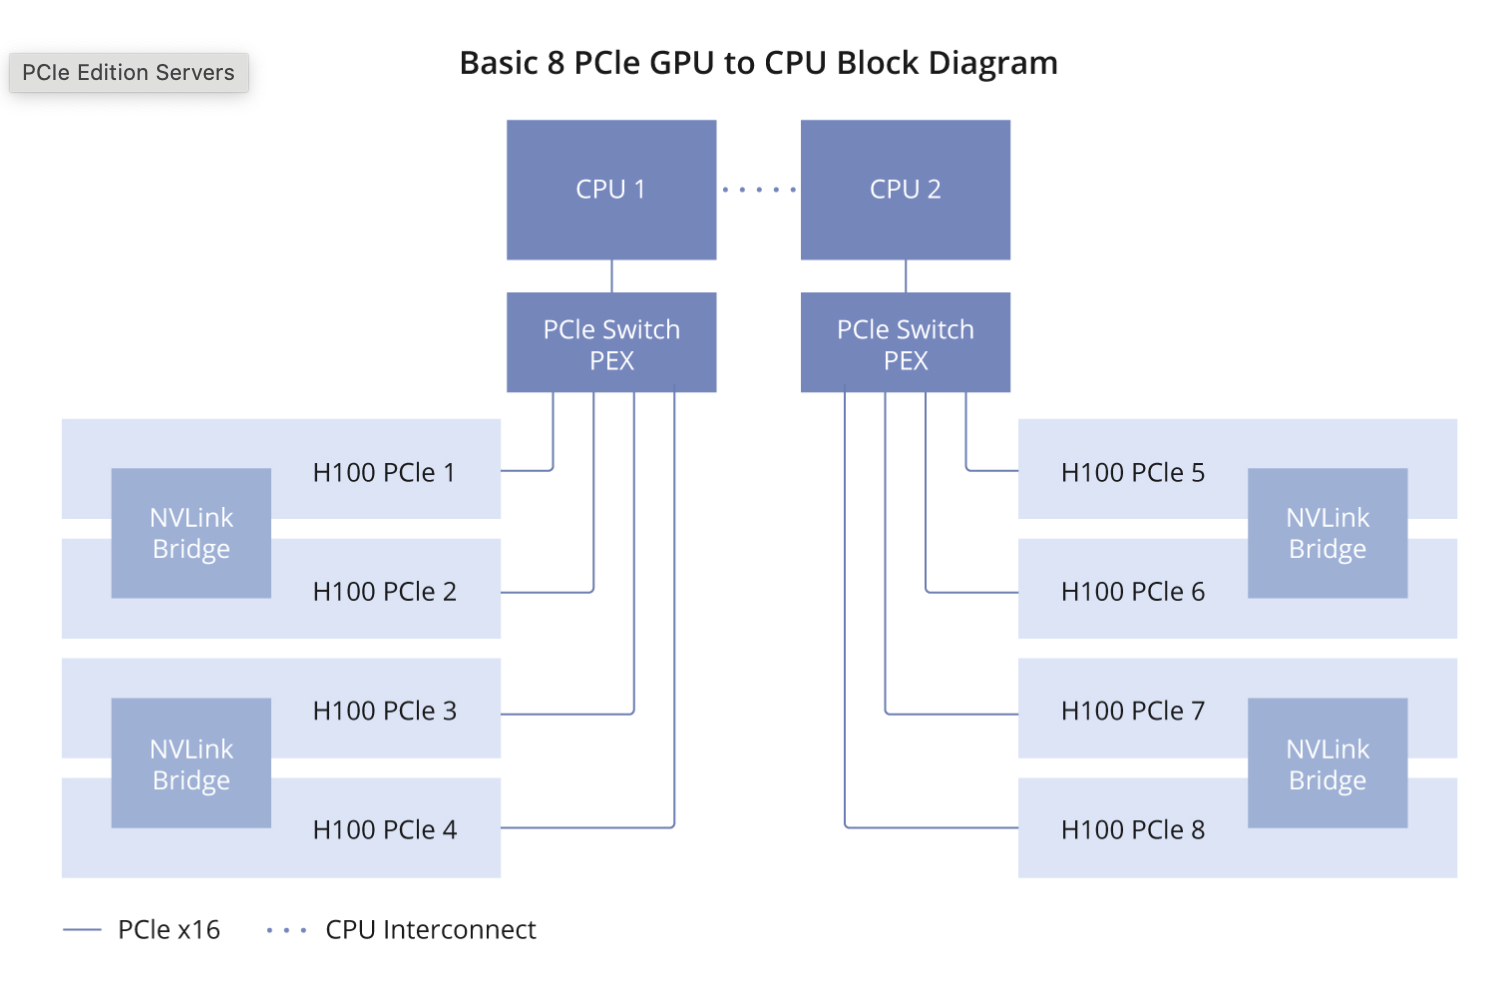 PCIe Edition Servers
Basic 8 PCIe GPU to CPU Block Diagram
CPU 1
CPU 2
PCIe Switch
PEX
PCIe Switch
PEX
H100 PCIe 1
NVLink
Bridge
H100 PCIe 2
H100 PCIe 3
NVLink
Bridge
H100 PCIe 4
H100 PCIe 5
NVLink
Bridge
H100 PCIe 6
H100 PCIe 7
NVLink
Bridge
H100 PCIe 8
PCIe x16
CPU Interconnect